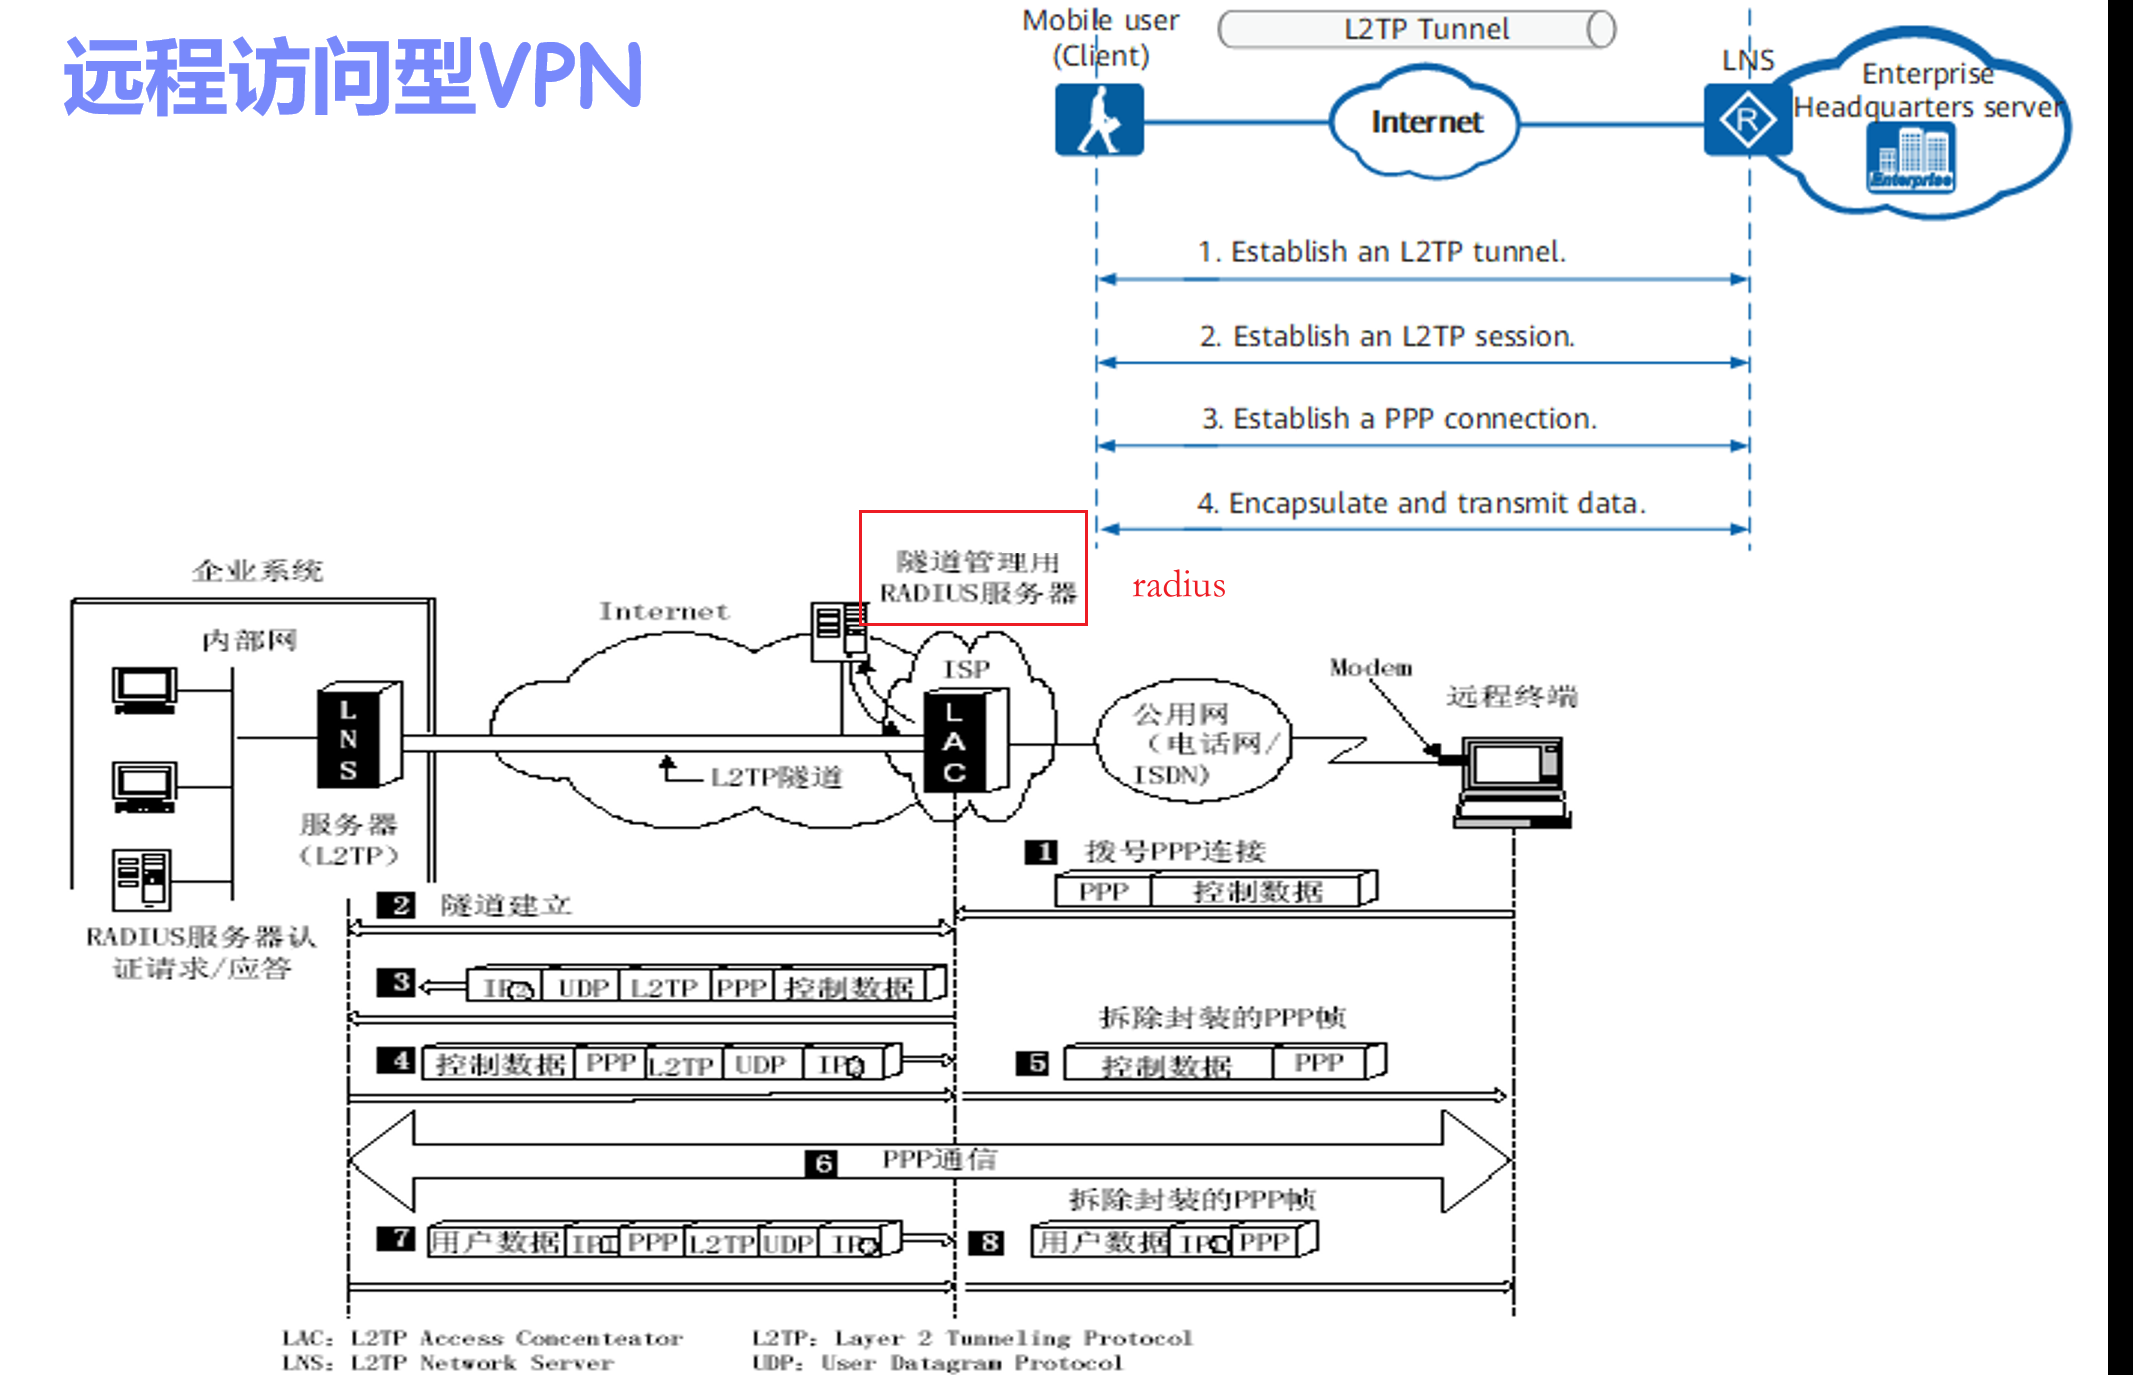 远程访问型VPN
Mobile user
(Client)
L2TP Tunnel
Internet
LNS
Enterprise
Headquarters server
Enterprise
1. Establish an L2TP tunnel.
2. Establish an L2TP session.
3. Establish a PPP connection.
4. Encapsulate and transmit data.
隧道管理用
RADIUS服务器
radius
企业系统
内部网
Internet
ISP
Modem
远程终端
LNS
LAC
公用网
（电话网/
ISDN)
L2TP隧道
服务器
（L2TP）
RADIUS服务器认
证请求/应答
1 拨号PPP连接
PPP 控制数据
2 隧道建立
3 IP2 UDP L2TP PPP 控制数据
拆除封装的PPP帧
4 控制数据 PPP L2TP UDP IP
5 控制数据 PPP
6 PPP通信
拆除封装的PPP帧
7 用户数据 IP PPP L2TP UDP IP
8 用户数据 IP PPP
LAC: L2TP Access Concenteator
L2TP: Layer 2 Tunneling Protocol
LNS: L2TP Network Server
UDP: User Datagram Protocol